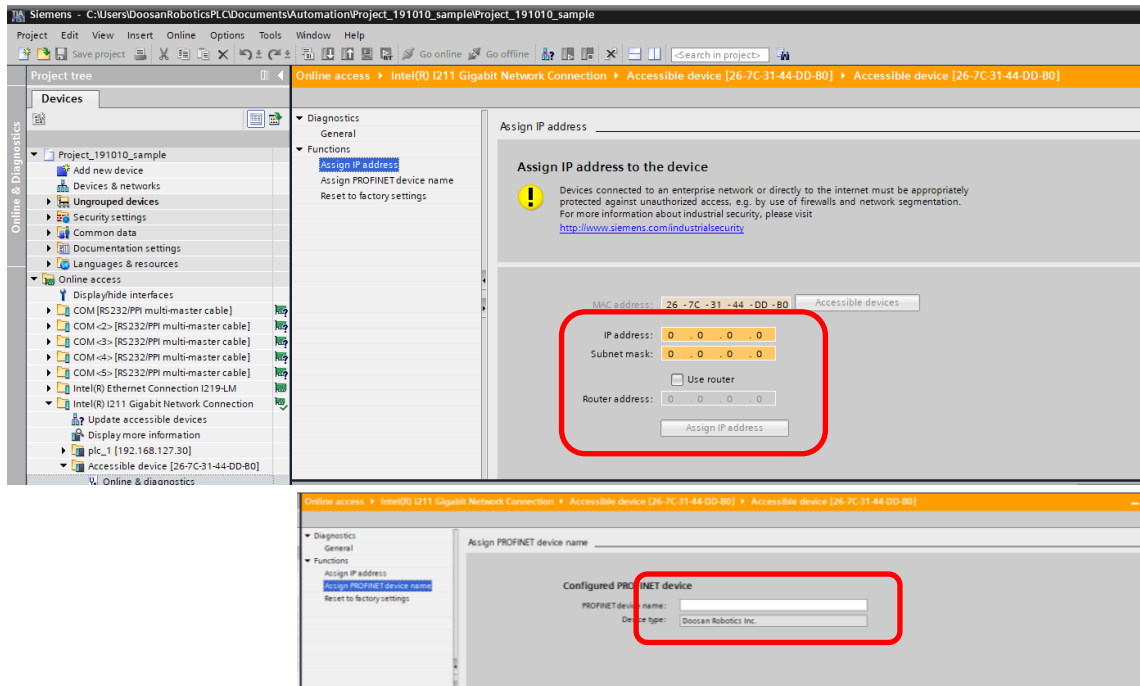 Siemens - C:\Users\DoosanRoboticsPLC\Documents\Automation\Project_191010_sample\Project_191010_sample
Project Edit View Insert Online Options Tools Window Help
Save project Go online Go offline <Search in project>
Project tree
Online access ▸ Intel(R) I211 Gigabit Network Connection ▸ Accessible device [26-7C-31-44-DD-B0] ▸ Accessible device [26-7C-31-44-DD-B0]
Devices
Online & Diagnostics
Project_191010_sample
Add new device
Devices & networks
Ungrouped devices
Security settings
Common data
Documentation settings
Languages & resources
Online access
Display/hide interfaces
COM [RS232/PPI multi-master cable]
COM <2> [RS232/PPI multi-master cable]
COM <3> [RS232/PPI multi-master cable]
COM <4> [RS232/PPI multi-master cable]
COM <5> [RS232/PPI multi-master cable]
Intel(R) Ethernet Connection I219-LM
Intel(R) I211 Gigabit Network Connection
Update accessible devices
Display more information
plc_1 [192.168.127.30]
Accessible device [26-7C-31-44-DD-B0]
Online & diagnostics
Diagnostics
General
Functions
Assign IP address
Assign PROFINET device name
Reset to factory settings
Assign IP address
Assign IP address to the device
Devices connected to an enterprise network or directly to the internet must be appropriately
protected against unauthorized access, e.g. by use of firewalls and network segmentation.
For more information about industrial security, please visit
http://www.siemens.com/industrialsecurity
MAC address: 26 -7C -31 -44 -DD -B0 Accessible devices
IP address: 0 . 0 . 0 . 0
Subnet mask: 0 . 0 . 0 . 0
Use router
Router address: 0 . 0 . 0 . 0
Assign IP address
Online access ▸ Intel(R) I211 Gigabit Network Connection ▸ Accessible device [26-7C-31-44-DD-B0] ▸ Accessible device [26-7C-31-44-DD-B0]
Diagnostics
General
Functions
Assign IP address
Assign PROFINET device name
Reset to factory settings
Assign PROFINET device name
Configured PROFINET device
PROFINET device name:
Device type: Doosan Robotics Inc.